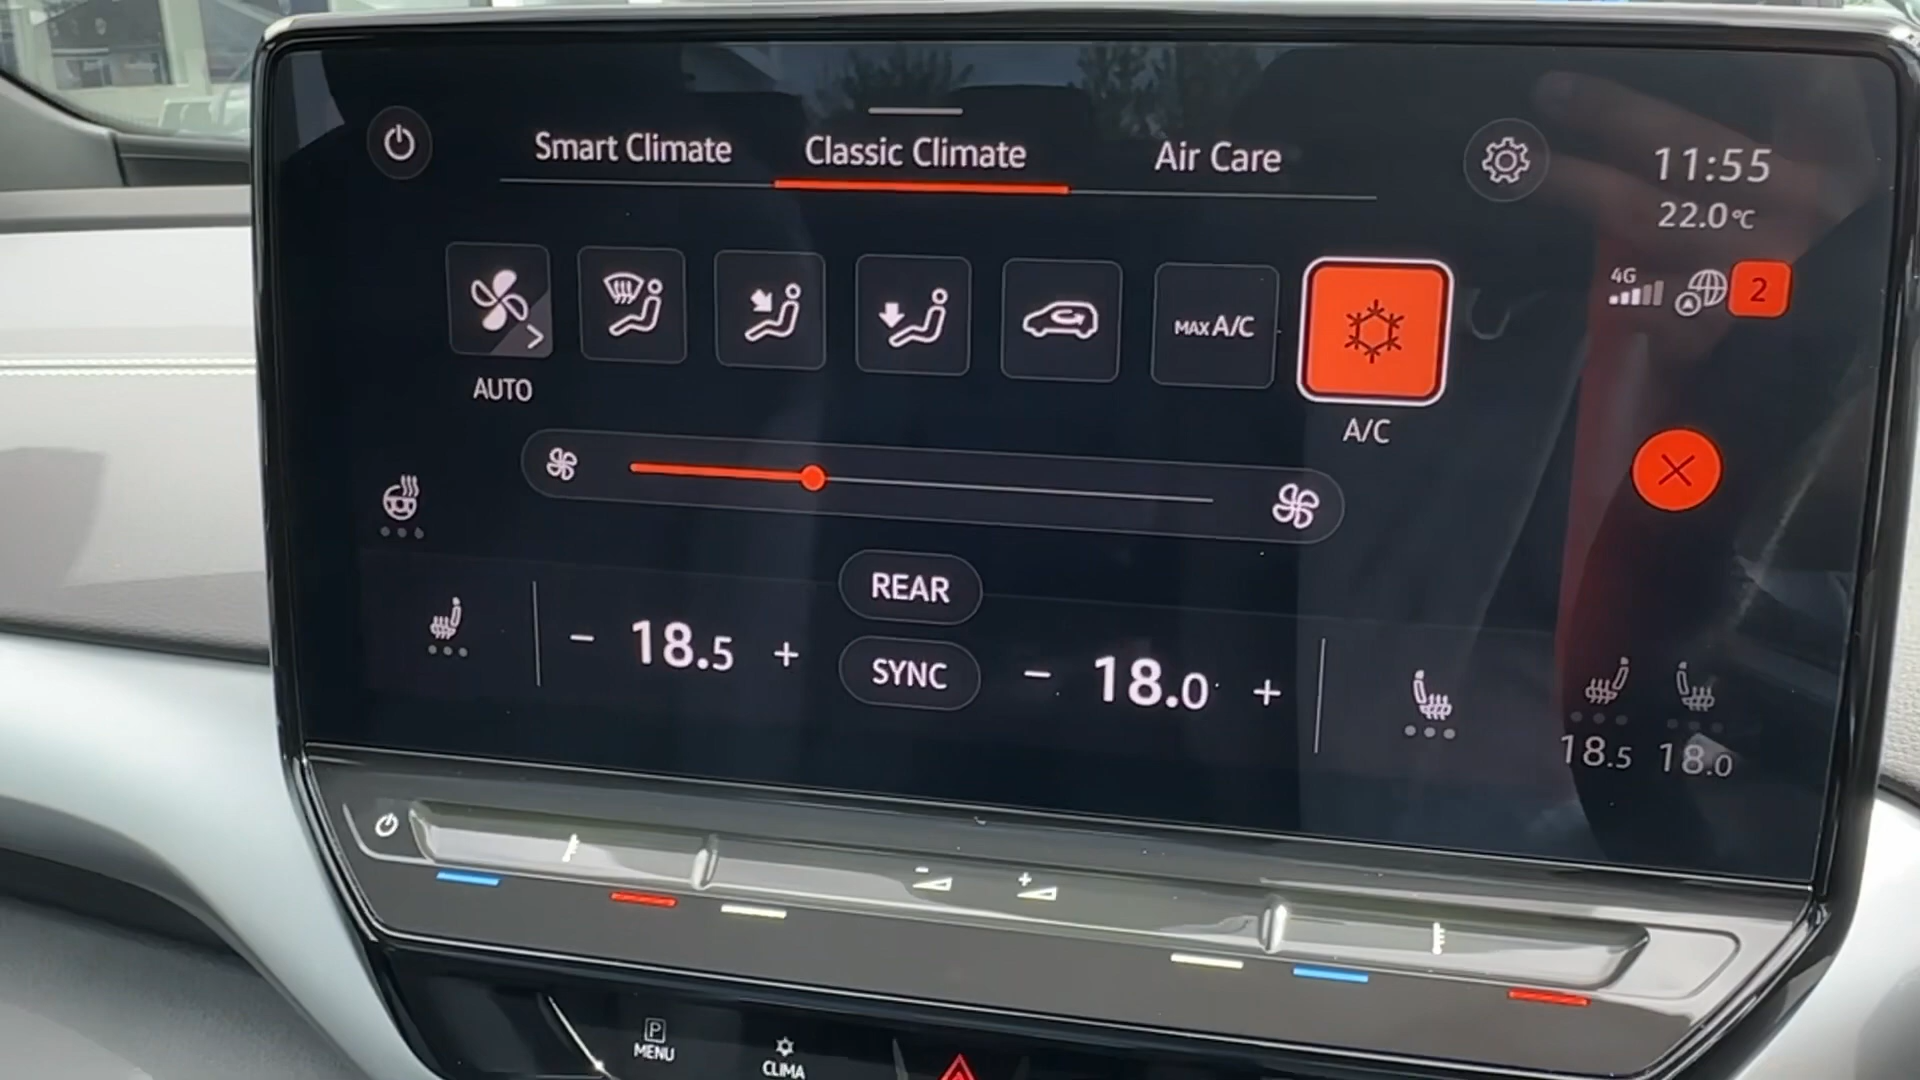 Smart Climate
Classic Climate
Air Care
11:55
22.0°C
4G
2
MAX A/C
AUTO
A/C
REAR
− 18.5 +
SYNC
− 18.0 +
18.5 18.0
− +
P
MENU
CLIMA